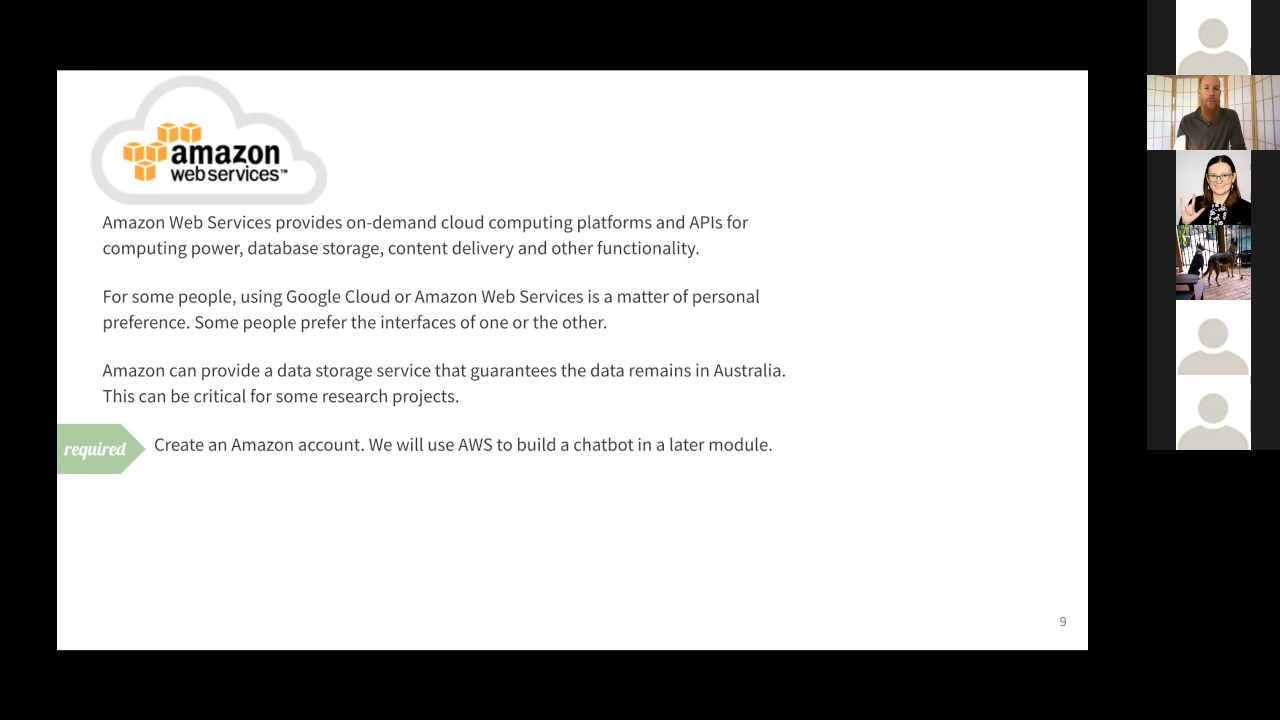 amazon
web services™
Amazon Web Services provides on-demand cloud computing platforms and APIs for
computing power, database storage, content delivery and other functionality.
For some people, using Google Cloud or Amazon Web Services is a matter of personal
preference. Some people prefer the interfaces of one or the other.
Amazon can provide a data storage service that guarantees the data remains in Australia.
This can be critical for some research projects.
required Create an Amazon account. We will use AWS to build a chatbot in a later module.
9